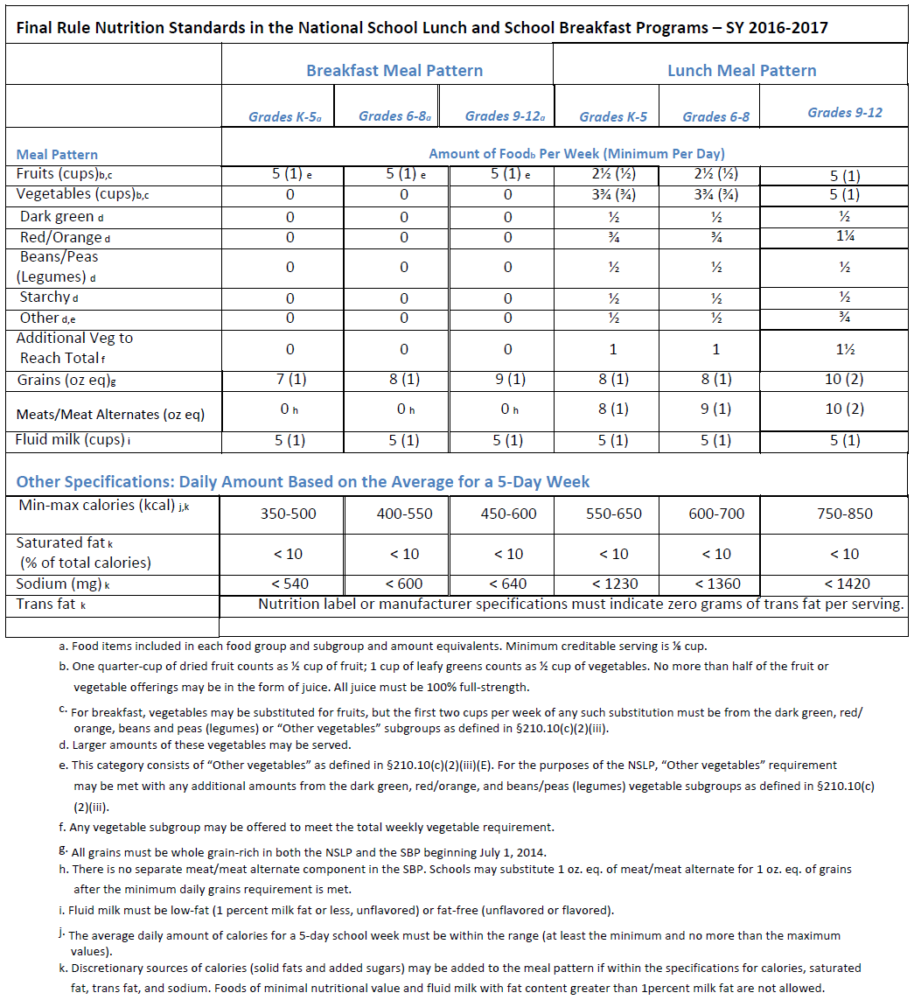 Final Rule Nutrition Standards in the National School Lunch and School Breakfast Programs – SY 2016-2017
Breakfast Meal Pattern Lunch Meal Pattern
Grades K-5a Grades 6-8a Grades 9-12a Grades K-5 Grades 6-8 Grades 9-12
Meal Pattern Amount of Foodb Per Week (Minimum Per Day)
Fruits (cups)b,c 5 (1) e 5 (1) e 5 (1) e 2½ (½) 2½ (½) 5 (1)
Vegetables (cups)b,c 0 0 0 3¾ (¾) 3¾ (¾) 5 (1)
Dark green d 0 0 0 ½ ½ ½
Red/Orange d 0 0 0 ¾ ¾ 1¼
Beans/Peas
(Legumes) d 0 0 0 ½ ½ ½
Starchy d 0 0 0 ½ ½ ½
Other d,e 0 0 0 ½ ½ ¾
Additional Veg to
Reach Total f 0 0 0 1 1 1½
Grains (oz eq)g 7 (1) 8 (1) 9 (1) 8 (1) 8 (1) 10 (2)
Meats/Meat Alternates (oz eq) 0 h 0 h 0 h 8 (1) 9 (1) 10 (2)
Fluid milk (cups) i 5 (1) 5 (1) 5 (1) 5 (1) 5 (1) 5 (1)
Other Specifications: Daily Amount Based on the Average for a 5-Day Week
Min-max calories (kcal) j,k 350-500 400-550 450-600 550-650 600-700 750-850
Saturated fat k
(% of total calories) < 10 < 10 < 10 < 10 < 10 < 10
Sodium (mg) k < 540 < 600 < 640 < 1230 < 1360 < 1420
Trans fat k Nutrition label or manufacturer specifications must indicate zero grams of trans fat per serving.
a. Food items included in each food group and subgroup and amount equivalents. Minimum creditable serving is ⅛ cup.
b. One quarter-cup of dried fruit counts as ½ cup of fruit; 1 cup of leafy greens counts as ½ cup of vegetables. No more than half of the fruit or
vegetable offerings may be in the form of juice. All juice must be 100% full-strength.
c. For breakfast, vegetables may be substituted for fruits, but the first two cups per week of any such substitution must be from the dark green, red/
orange, beans and peas (legumes) or “Other vegetables” subgroups as defined in §210.10(c)(2)(iii).
d. Larger amounts of these vegetables may be served.
e. This category consists of “Other vegetables” as defined in §210.10(c)(2)(iii)(E). For the purposes of the NSLP, “Other vegetables” requirement
may be met with any additional amounts from the dark green, red/orange, and beans/peas (legumes) vegetable subgroups as defined in §210.10(c)
(2)(iii).
f. Any vegetable subgroup may be offered to meet the total weekly vegetable requirement.
g. All grains must be whole grain-rich in both the NSLP and the SBP beginning July 1, 2014.
h. There is no separate meat/meat alternate component in the SBP. Schools may substitute 1 oz. eq. of meat/meat alternate for 1 oz. eq. of grains
after the minimum daily grains requirement is met.
i. Fluid milk must be low-fat (1 percent milk fat or less, unflavored) or fat-free (unflavored or flavored).
j. The average daily amount of calories for a 5-day school week must be within the range (at least the minimum and no more than the maximum
values).
k. Discretionary sources of calories (solid fats and added sugars) may be added to the meal pattern if within the specifications for calories, saturated
fat, trans fat, and sodium. Foods of minimal nutritional value and fluid milk with fat content greater than 1percent milk fat are not allowed.